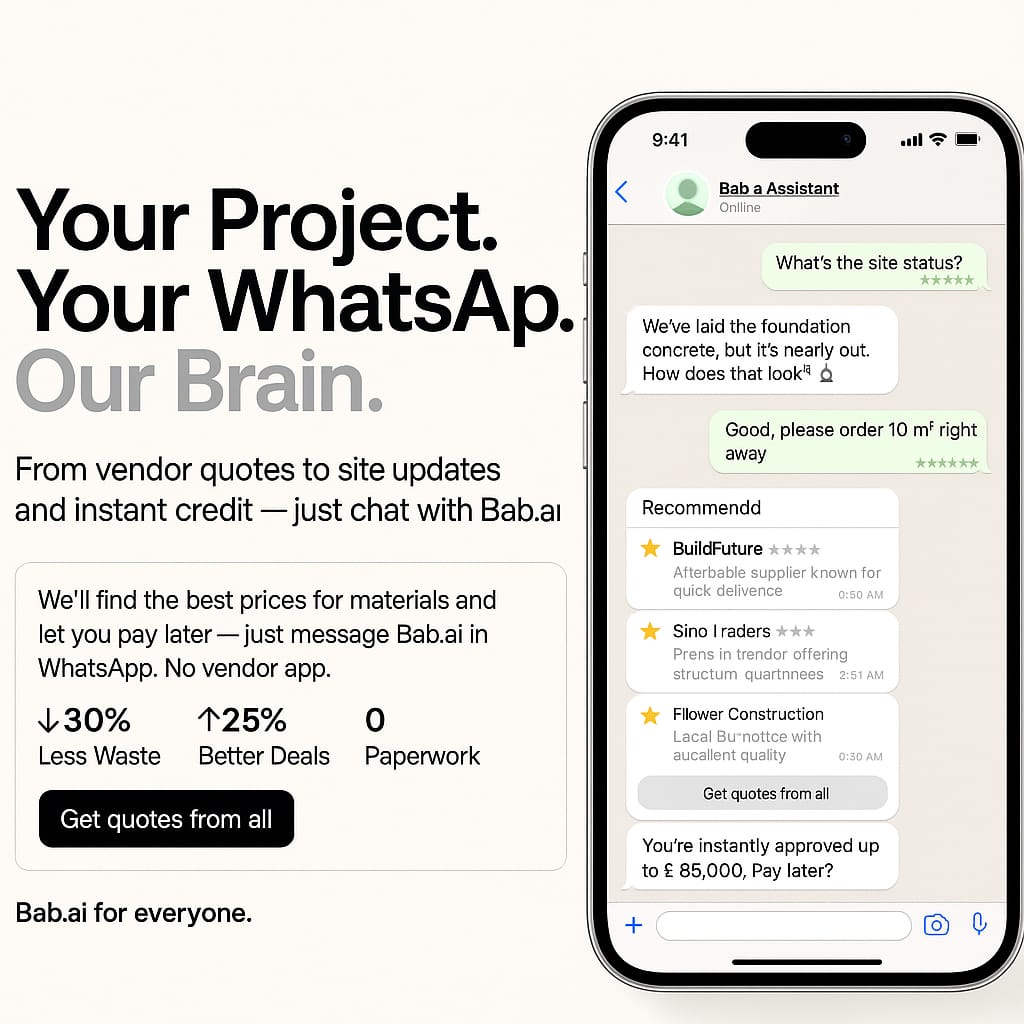 Your Project.
Your WhatsAp.
Our Brain.
From vendor quotes to site updates
and instant credit — just chat with Bab.ai
We'll find the best prices for materials and
let you pay later — just message Bab.ai in
WhatsApp. No vendor app.
↓30%
Less Waste
↑25%
Better Deals
0
Paperwork
Get quotes from all
Bab.ai for everyone.
9:41
Bab a Assistant
Onlline
What's the site status?
★★★★★
We've laid the foundation
concrete, but it's nearly out.
How does that look
Good, please order 10 right
away
★★★★★★
Recommendd
BuildFuture ★★★★
Afterbable supplier known for
quick delivence
0:50 AM
Sino Iraders ★★★
Prens in trendor offering
structum quartnnees
2:51 AM
Fllower Construction
Lacal with
aucallent quality
0:30 AM
Get quotes from all
You're instantly approved up
to £ 85,000, Pay later?